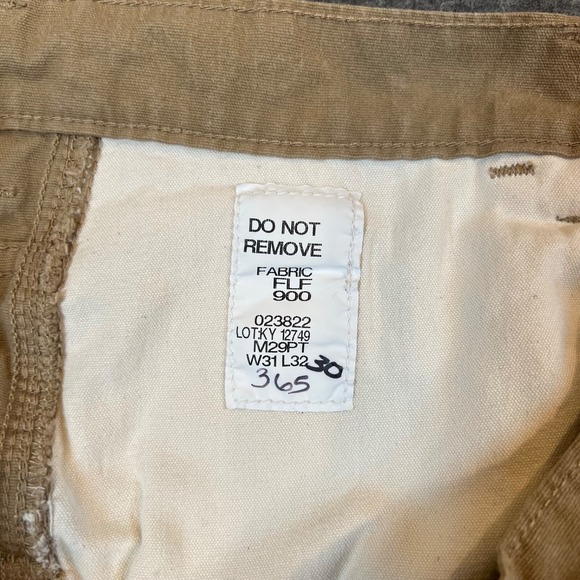 DO NOT
REMOVE
FABRIC
FLF
900
023822
LOT:KY 12749
M29PT
W31 L32 30
365